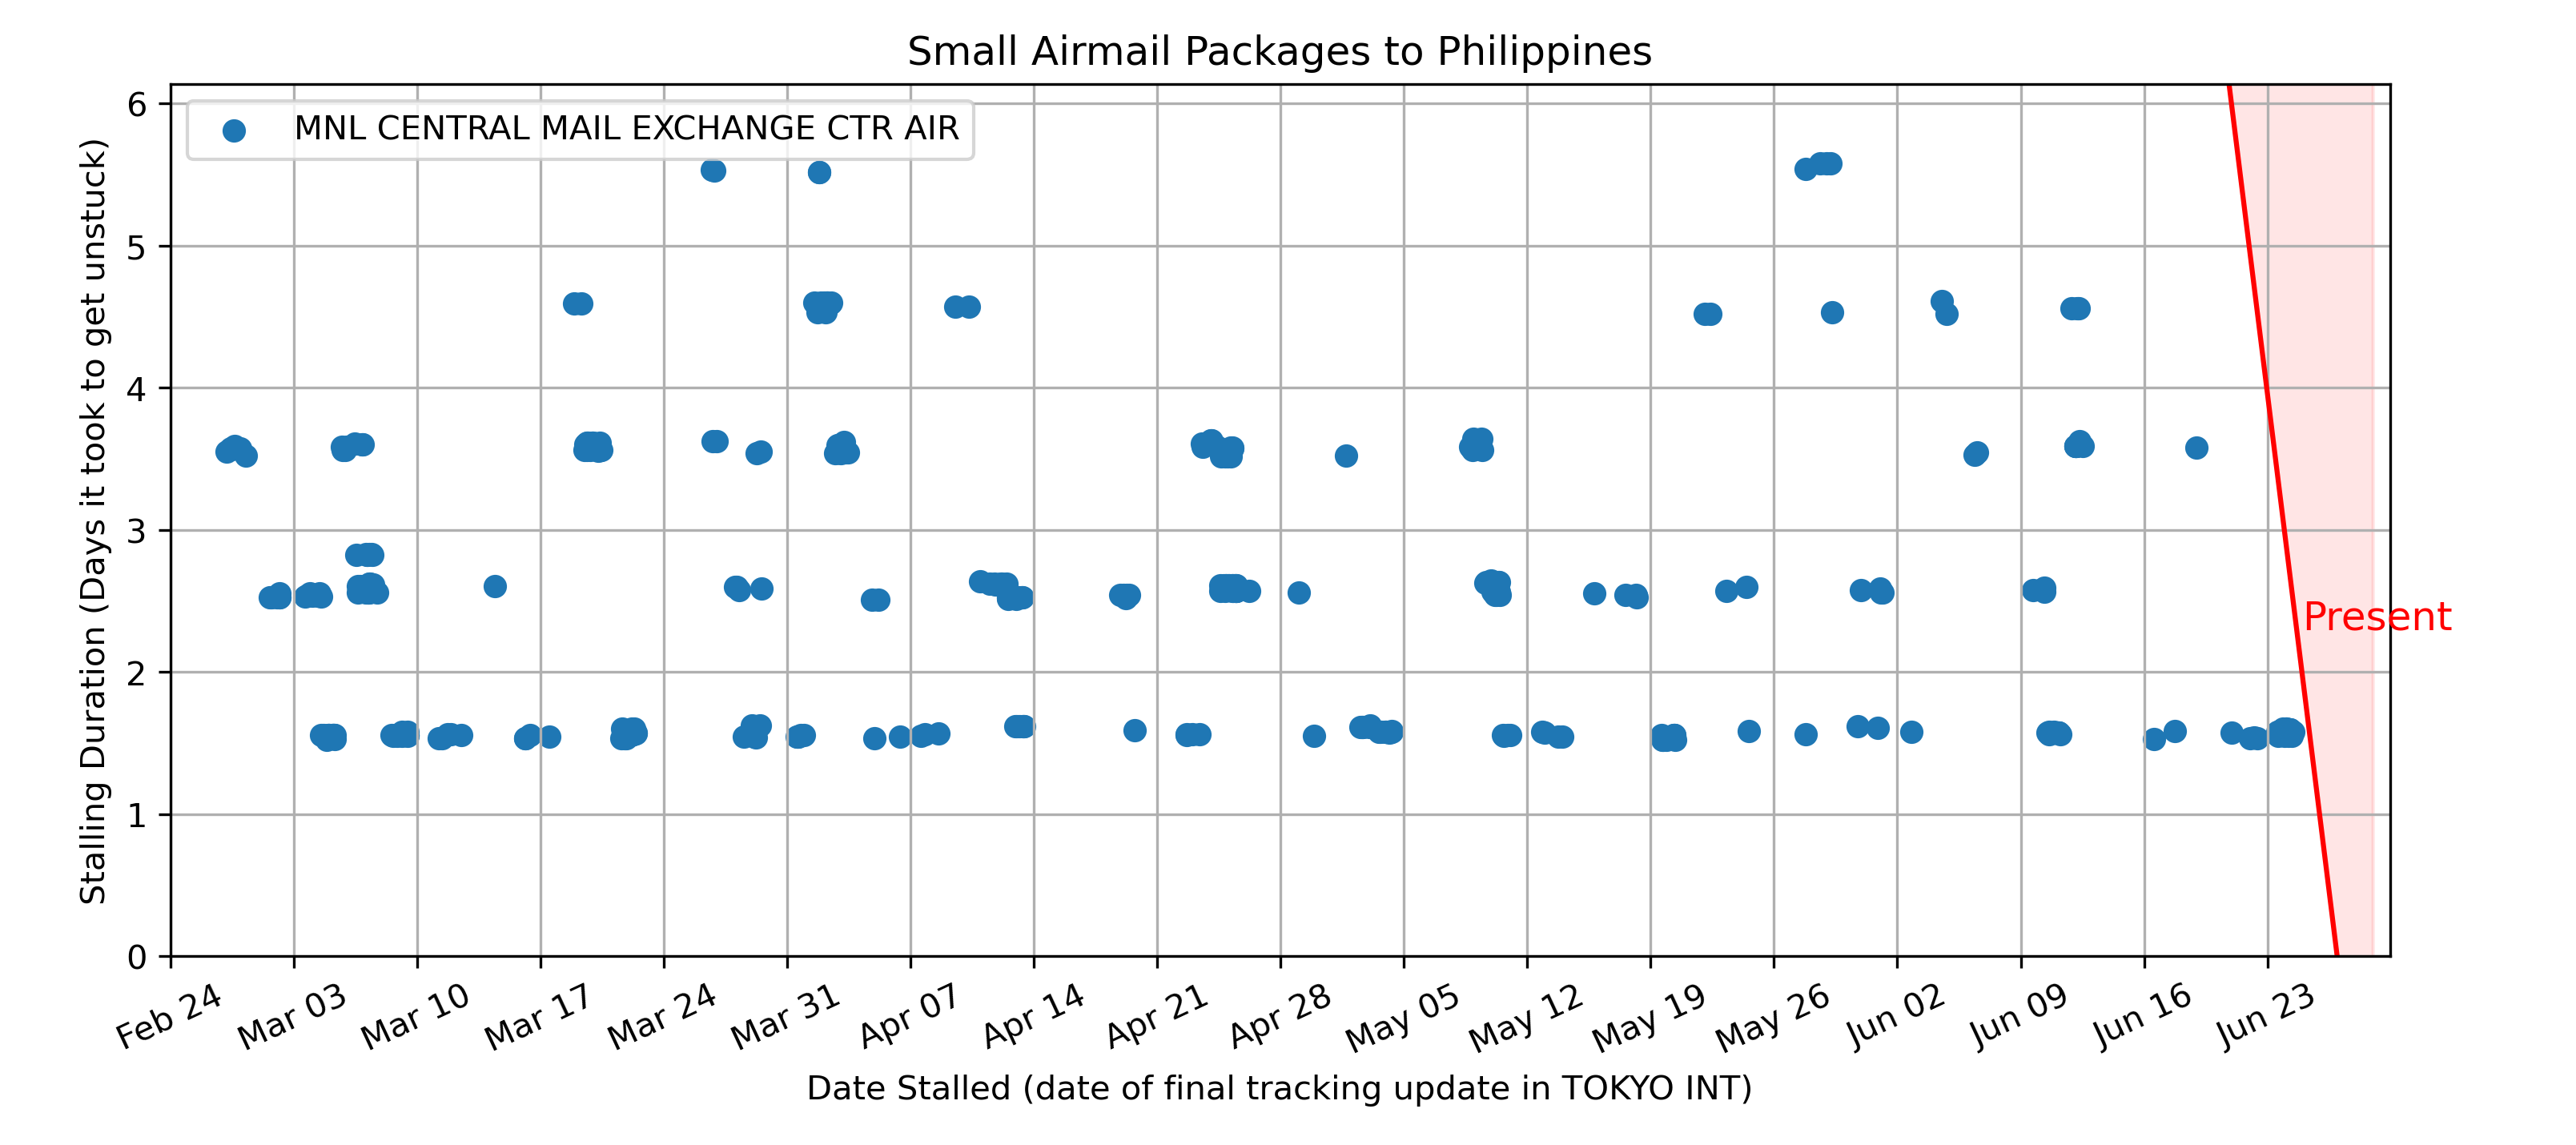 Small Airmail Packages to Philippines
MNL CENTRAL MAIL EXCHANGE CTR AIR
Stalling Duration (Days it took to get unstuck)
6
5
4
3
2
1
0
Present
Feb 24
Mar 03
Mar 10
Mar 17
Mar 24
Mar 31
Apr 07
Apr 14
Apr 21
Apr 28
May 05
May 12
May 19
May 26
Jun 02
Jun 09
Jun 16
Jun 23
Date Stalled (date of final tracking update in TOKYO INT)